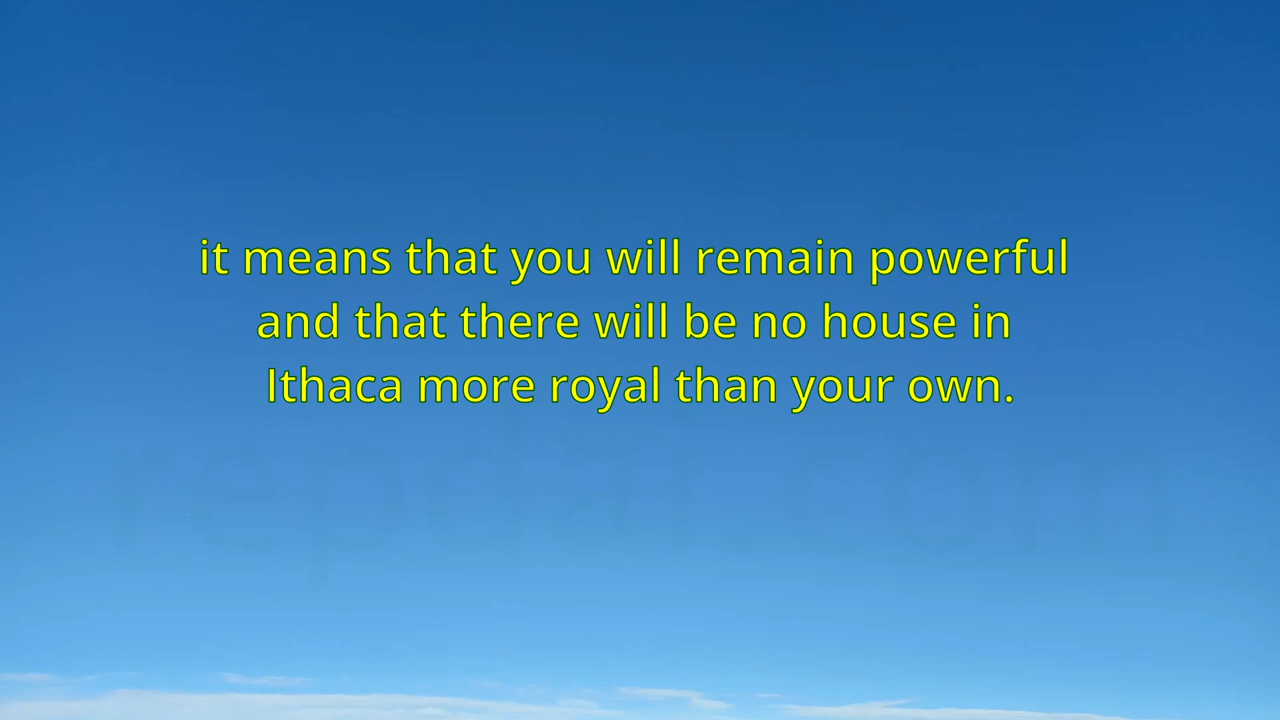 it means that you will remain powerful
and that there will be no house in
Ithaca more royal than your own.